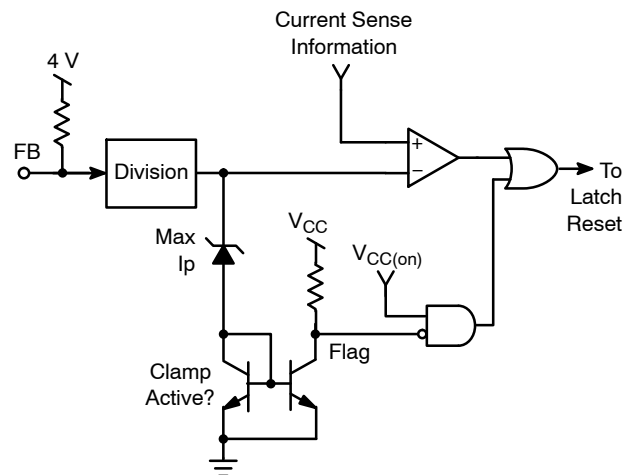 Current Sense
Information
4 V
FB
Division
+
−
To
Latch
Reset
Max
Ip
VCC
VCC(on)
Flag
Clamp
Active?